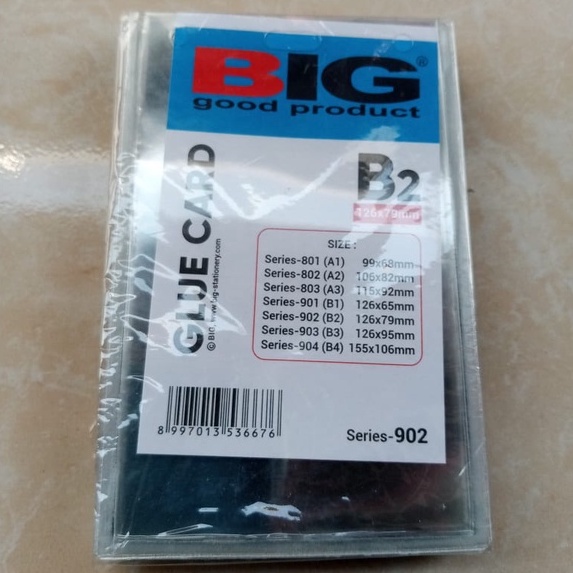 BIG®
good product
B2
126x79mm
GLUE CARD
© BIG, www.big-stationery.com
SIZE :
Series-801 (A1) 99x68mm
Series-802 (A2) 106x82mm
Series-803 (A3) 115x92mm
Series-901 (B1) 126x65mm
Series-902 (B2) 126x79mm
Series-903 (B3) 126x95mm
Series-904 (B4) 155x106mm
8 997013 536676
Series-902